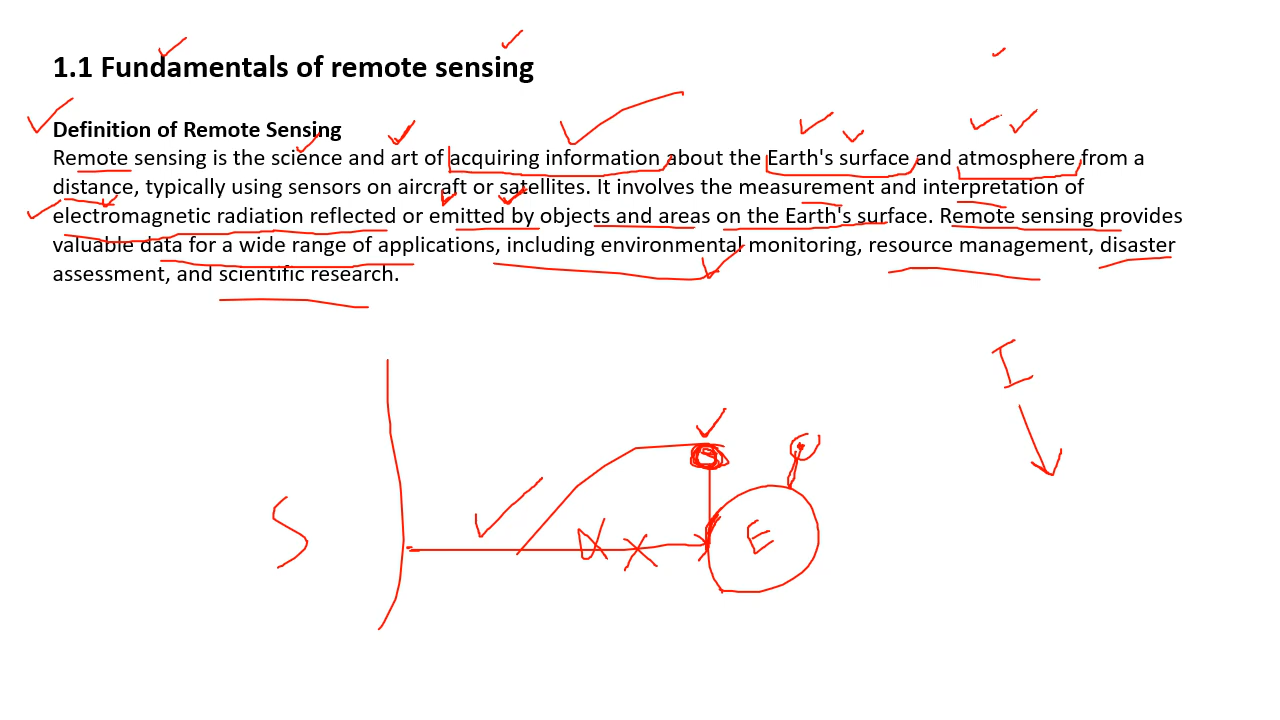 1.1 Fundamentals of remote sensing
Definition of Remote Sensing
Remote sensing is the science and art of acquiring information about the Earth's surface and atmosphere from a
distance, typically using sensors on aircraft or satellites. It involves the measurement and interpretation of
electromagnetic radiation reflected or emitted by objects and areas on the Earth's surface. Remote sensing provides
valuable data for a wide range of applications, including environmental monitoring, resource management, disaster
assessment, and scientific research.
I
S
E